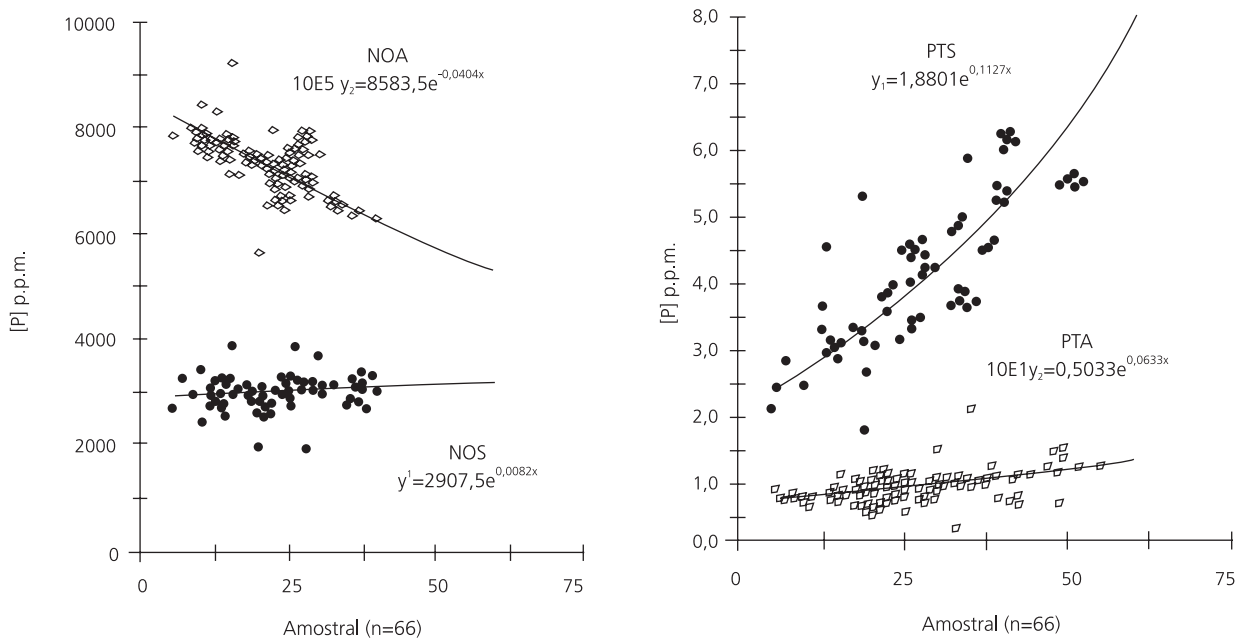 10000
8000
6000
4000
2000
0
[P] p.p.m.
NOA
10E5 y₂=8583,5e^-0,0404x
NOS
y¹=2907,5e^0,0082x
0 25 50 75
Amostral (n=66)
8,0
7,0
6,0
5,0
4,0
3,0
2,0
1,0
0,0
[P] p.p.m.
PTS
y₁=1,8801e^0,1127x
PTA
10E1y₂=0,5033e^0,0633x
0 25 50 75
Amostral (n=66)